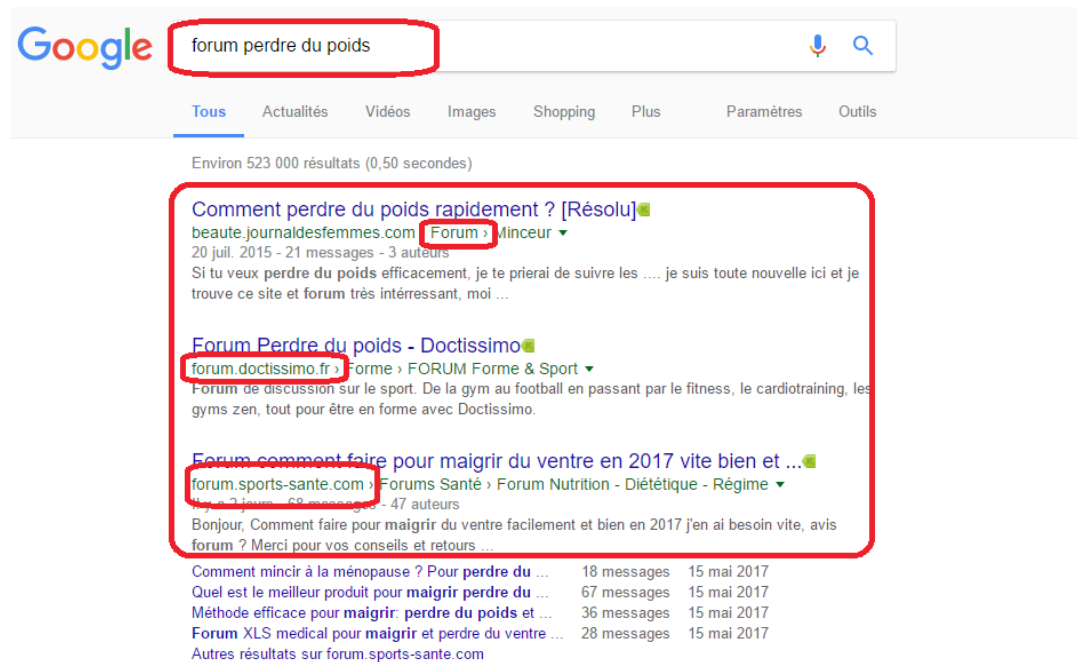 Google forum perdre du poids
Tous Actualités Vidéos Images Shopping Plus Paramètres Outils
Environ 523 000 résultats (0,50 secondes)
Comment perdre du poids rapidement ? [Résolu]
beaute.journaldesfemmes.com › Forum › Minceur
20 juil. 2015 - 21 messages - 3 auteurs
Si tu veux perdre du poids efficacement, je te prierai de suivre les .... je suis toute nouvelle ici et je
trouve ce site et forum très intérressant, moi ...
Forum Perdre du poids - Doctissimo
forum.doctissimo.fr › Forme › FORUM Forme & Sport
Forum de discussion sur le sport. De la gym au football en passant par le fitness, le cardiotraining, les
gyms zen, tout pour être en forme avec Doctissimo.
Forum comment faire pour maigrir du ventre en 2017 vite bien et ...
forum.sports-sante.com › Forums Santé › Forum Nutrition - Diététique - Régime
Il y a 2 jours - 68 messages - 47 auteurs
Bonjour, Comment faire pour maigrir du ventre facilement et bien en 2017 j'en ai besoin vite, avis
forum ? Merci pour vos conseils et retours ...
Comment mincir à la ménopause ? Pour perdre du ... 18 messages 15 mai 2017
Quel est le meilleur produit pour maigrir perdre du ... 67 messages 15 mai 2017
Méthode efficace pour maigrir: perdre du poids et ... 36 messages 15 mai 2017
Forum XLS medical pour maigrir et perdre du ventre ... 28 messages 15 mai 2017
Autres résultats sur forum.sports-sante.com